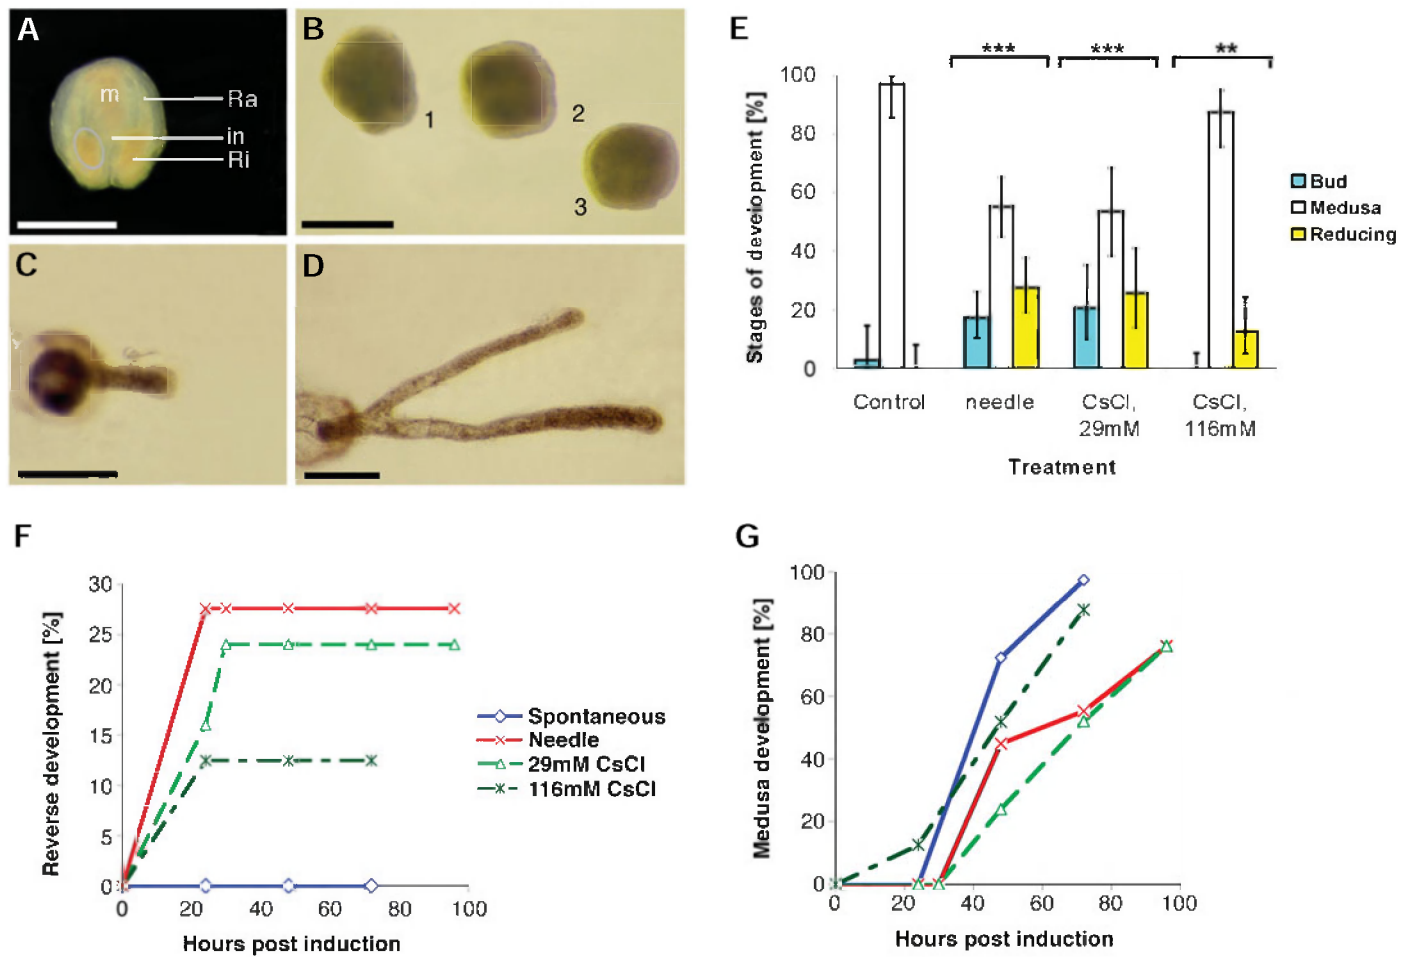 A
m
Ra
in
Ri
B
1
2
3
C
D
E
*** *** **
Stages of development [%]
100
80
60
40
20
0
Control needle CsCl, CsCl,
29mM 116mM
Treatment
Bud
Medusa
Reducing
F
Reverse development [%]
30
25
20
15
10
5
0
0 20 40 60 80 100
Hours post induction
Spontaneous
Needle
29mM CsCl
116mM CsCl
G
Medusa development [%]
100
80
60
40
20
0
0 20 40 60 80 100
Hours post induction